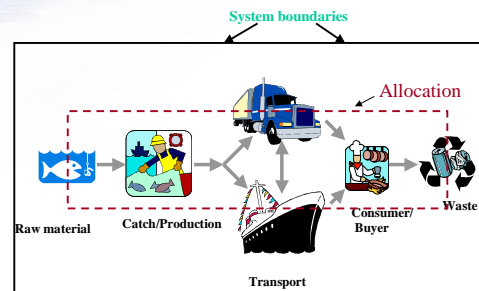 System boundaries
Allocation
Raw material
Catch/Production
Transport
Consumer/
Buyer
Waste